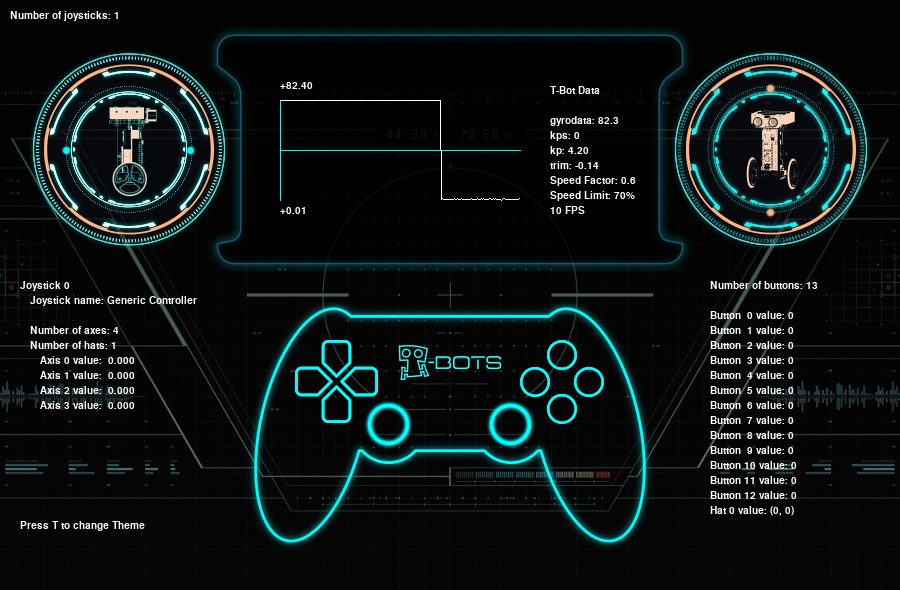 Number of joysticks: 1
+82.40
+0.01
44 39
73 58
T-Bot Data
gyrodata: 82.3
kps: 0
kp: 4.20
trim: -0.14
Speed Factor: 0.6
Speed Limit: 70%
10 FPS
Joystick 0
Joystick name: Generic Controller
Number of axes: 4
Number of hats: 1
Axis 0 value: 0.000
Axis 1 value: 0.000
Axis 2 value: 0.000
Axis 3 value: 0.000
T-BOTS
Number of buttons: 13
Button 0 value: 0
Button 1 value: 0
Button 2 value: 0
Button 3 value: 0
Button 4 value: 0
Button 5 value: 0
Button 6 value: 0
Button 7 value: 0
Button 8 value: 0
Button 9 value: 0
Button 10 value: 0
Button 11 value: 0
Button 12 value: 0
Hat 0 value: (0, 0)
Press T to change Theme